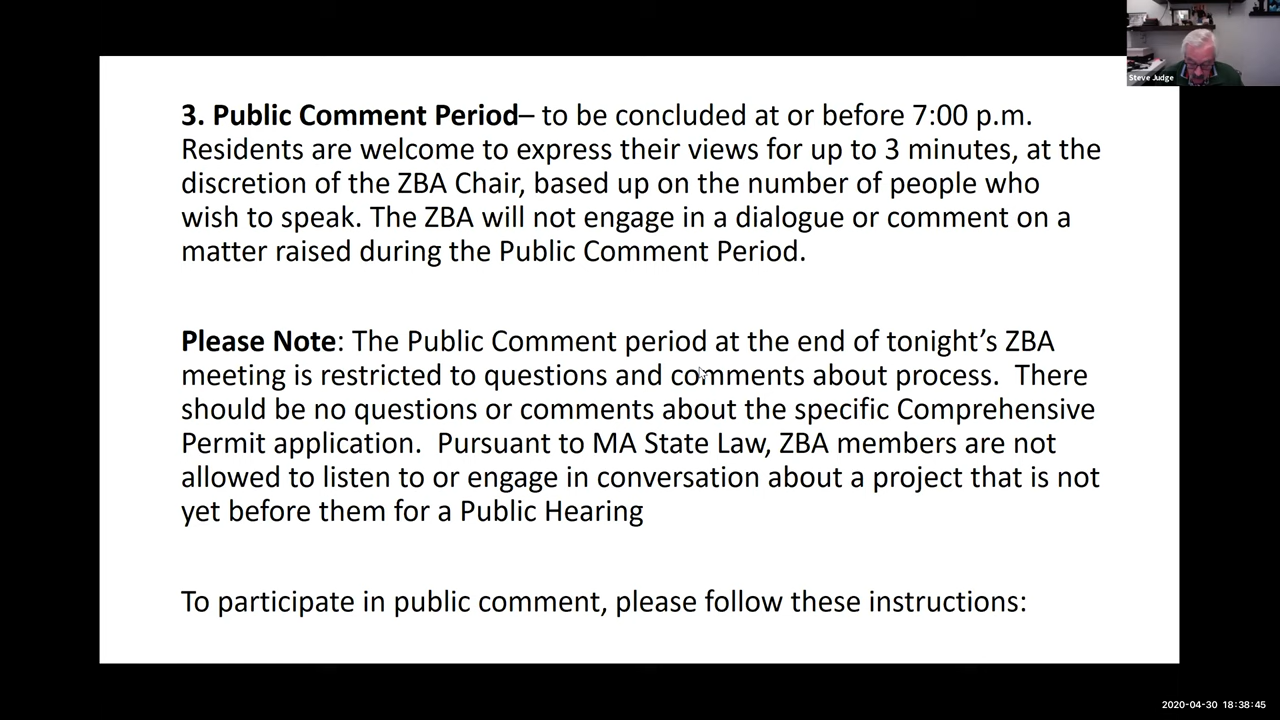 3. Public Comment Period– to be concluded at or before 7:00 p.m.
Residents are welcome to express their views for up to 3 minutes, at the
discretion of the ZBA Chair, based up on the number of people who
wish to speak. The ZBA will not engage in a dialogue or comment on a
matter raised during the Public Comment Period.
Please Note: The Public Comment period at the end of tonight’s ZBA
meeting is restricted to questions and comments about process.  There
should be no questions or comments about the specific Comprehensive
Permit application.  Pursuant to MA State Law, ZBA members are not
allowed to listen to or engage in conversation about a project that is not
yet before them for a Public Hearing
To participate in public comment, please follow these instructions:
Steve Judge
2020-04-30 18:38:45